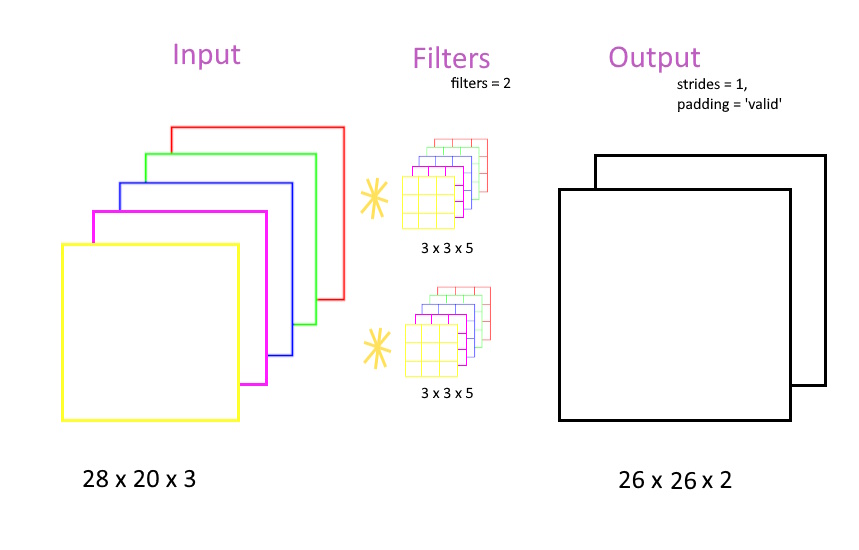 Input
Filters
filters = 2
Output
strides = 1,
padding = 'valid'
3 x 3 x 5
3 x 3 x 5
28 x 20 x 3
26 x 26 x 2